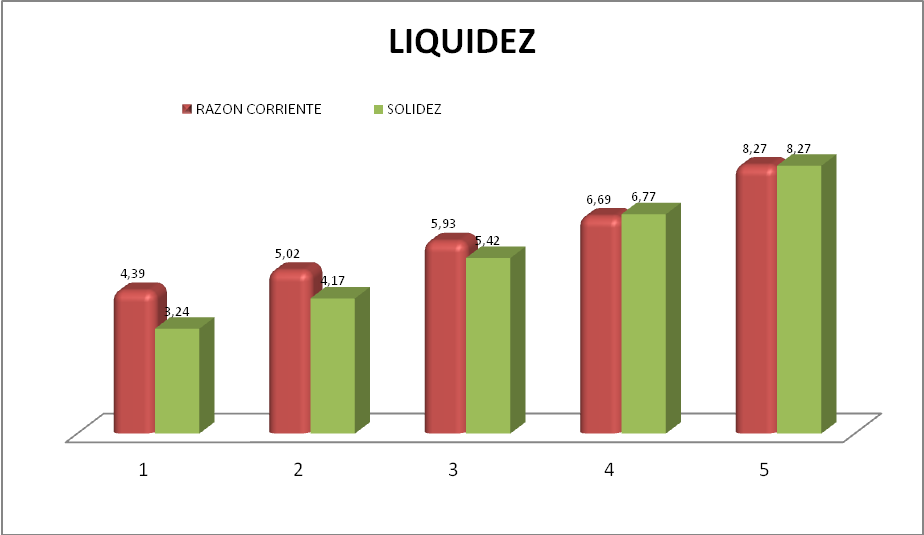 LIQUIDEZ
RAZON CORRIENTE SOLIDEZ
8,27 8,27
6,69 6,77
5,93 5,42
5,02 4,17
4,39 3,24
1 2 3 4 5